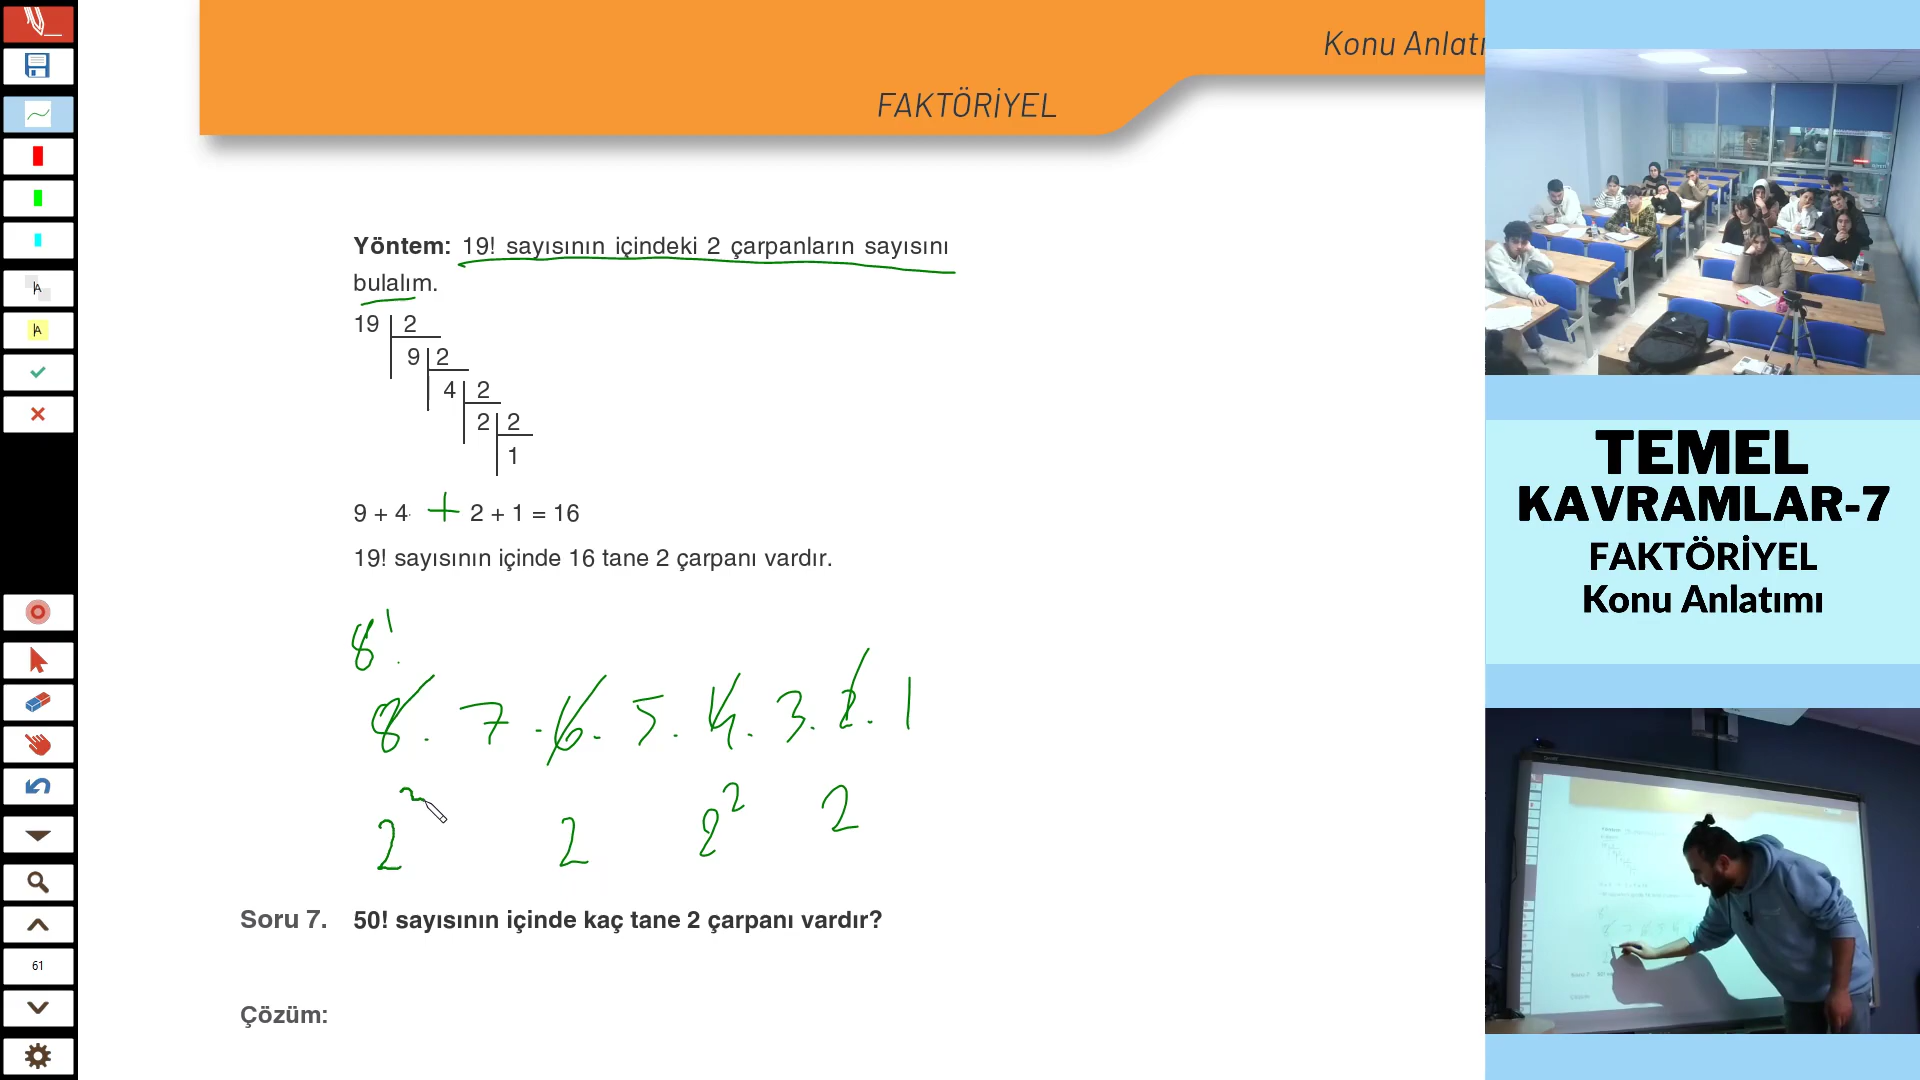 Konu Anlatı
FAKTÖRİYEL
Yöntem: 19! sayısının içindeki 2 çarpanların sayısını
bulalım.
19 2
9 2
4 2
2 2
1
9 + 4 + 2 + 1 = 16
19! sayısının içinde 16 tane 2 çarpanı vardır.
8!
8 . 7 . 6 . 5 . 4 . 3 . 2 . 1
2 2 2² 2
Soru 7. 50! sayısının içinde kaç tane 2 çarpanı vardır?
Çözüm:
61
TEMEL
KAVRAMLAR-7
FAKTÖRİYEL
Konu Anlatımı